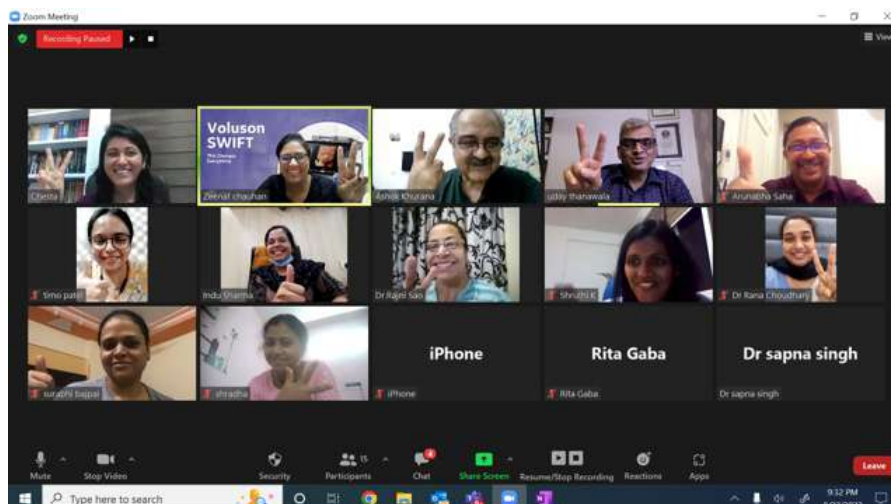 Zoom Meeting
Recording Paused
View
Voluson
SWIFT
Chesta
Zeenat chauhan
Ashok Khurana
uday thanawala
Arunabha Saha
Simo patel
Indu Sharma
Dr.Rajni Sao
Shruthi K
Dr Rana Choudhary
surabhi bajpai
shradha
iPhone
iPhone
Rita Gaba
Rita Gaba
Dr sapna singh
Dr sapna singh
Mute
Stop Video
Security
15
Participants
4
Chat
Share Screen
Resume/Stop Recording
Reactions
Apps
Leave
Type here to search
9:32 PM